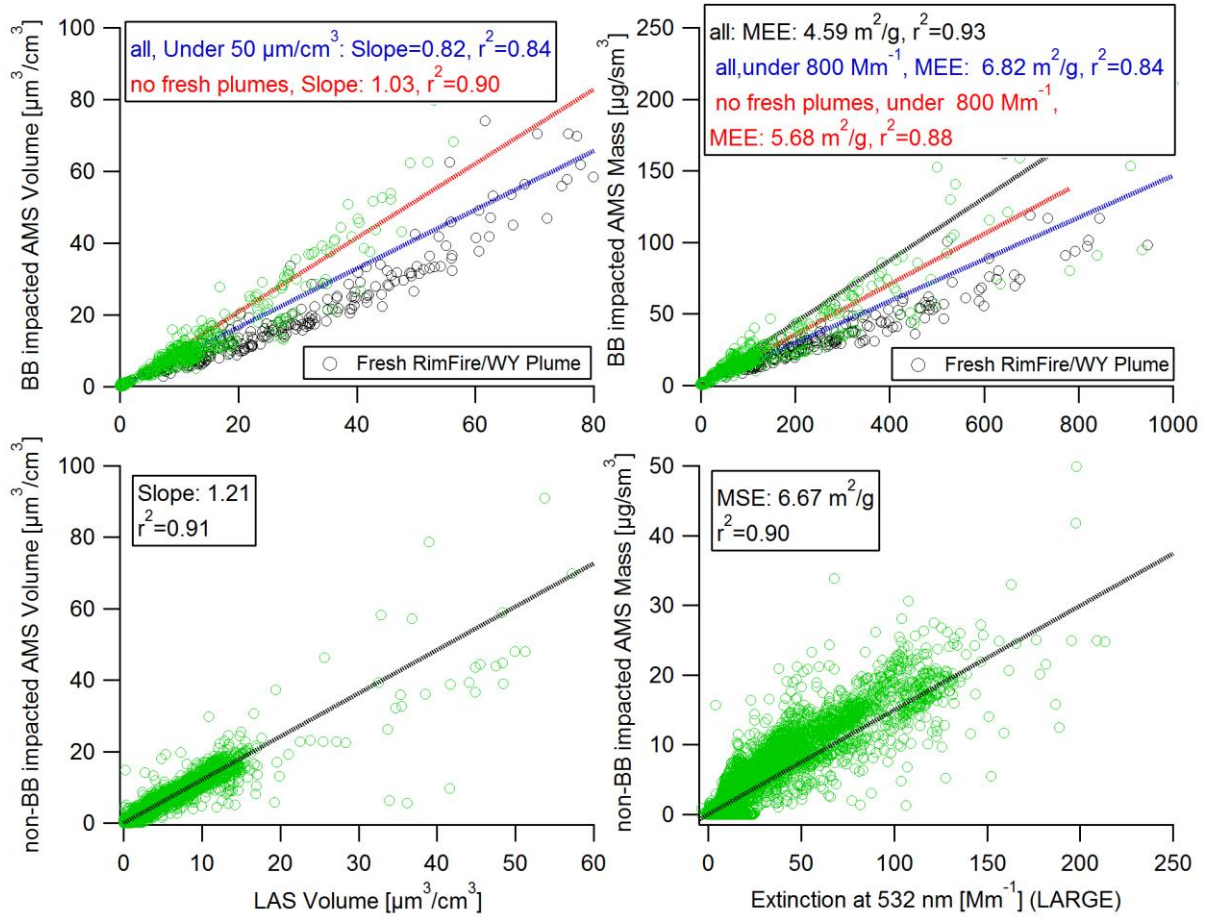 BB impacted AMS Volume [µm³/cm³]
100
80
60
40
20
0
all, Under 50 µm/cm³: Slope=0.82, r²=0.84
no fresh plumes, Slope: 1.03, r²=0.90
Fresh RimFire/WY Plume
0 20 40 60 80
BB impacted AMS Mass [µg/sm³]
250
200
150
100
50
0
all: MEE: 4.59 m²/g, r²=0.93
all,under 800 Mm⁻¹, MEE: 6.82 m²/g, r²=0.84
no fresh plumes, under 800 Mm⁻¹,
MEE: 5.68 m²/g, r²=0.88
Fresh RimFire/WY Plume
0 200 400 600 800 1000
non-BB impacted AMS Volume [µm³/cm³]
100
80
60
40
20
0
Slope: 1.21
r²=0.91
0 10 20 30 40 50 60
LAS Volume [µm³/cm³]
non-BB impacted AMS Mass [µg/sm³]
50
40
30
20
10
0
MSE: 6.67 m²/g
r²=0.90
0 50 100 150 200 250
Extinction at 532 nm [Mm⁻¹] (LARGE)